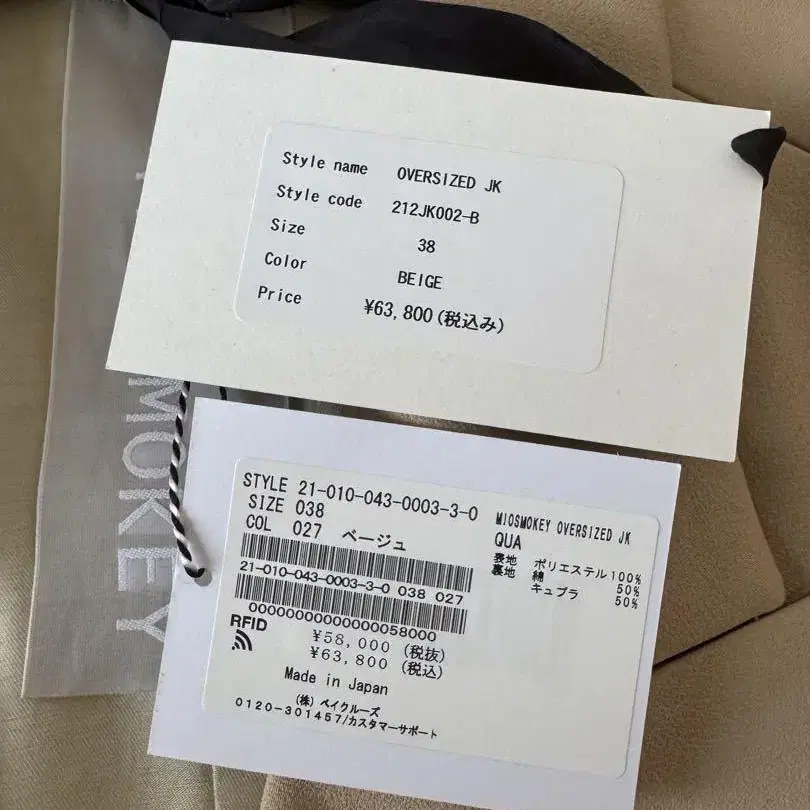 Style name OVERSIZED JK
Style code 212JK002-B
Size 38
Color BEIGE
Price ¥63,800(税込み)
MOKEY
STYLE 21-010-043-0003-3-0
SIZE 038
COL 027 ベージュ
21-010-043-0003-3-0 038 027
00000000000000058000
RFID
¥58,000 (税抜)
¥63,800 (税込)
Made in Japan
(株) ベイクルーズ
0120-301457/カスタマーサポート
MIOSMOKEY OVERSIZED JK
QUA
表地 ポリエステル100%
裏地 綿 50%
キュプラ 50%